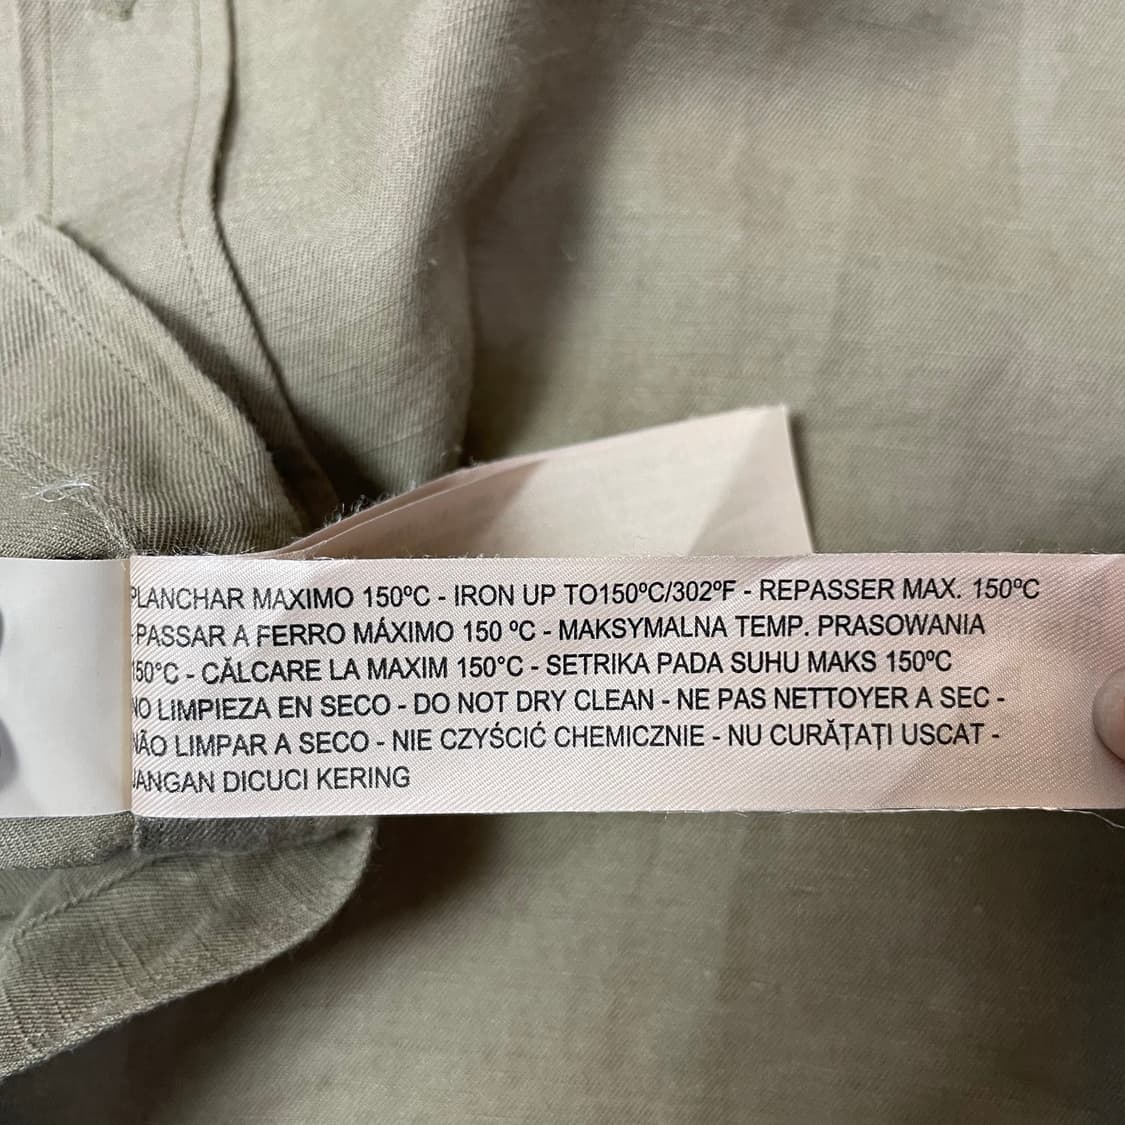 PLANCHAR MAXIMO 150ºC - IRON UP TO150ºC/302ºF - REPASSER MAX. 150ºC
-PASSAR A FERRO MÁXIMO 150 ºC - MAKSYMALNA TEMP. PRASOWANIA
150°C - CĂLCARE LA MAXIM 150°C - SETRIKA PADA SUHU MAKS 150ºC
NO LIMPIEZA EN SECO - DO NOT DRY CLEAN - NE PAS NETTOYER A SEC -
NÃO LIMPAR A SECO - NIE CZYŚCIĆ CHEMICZNIE - NU CURĂȚAȚI USCAT -
JANGAN DICUCI KERING